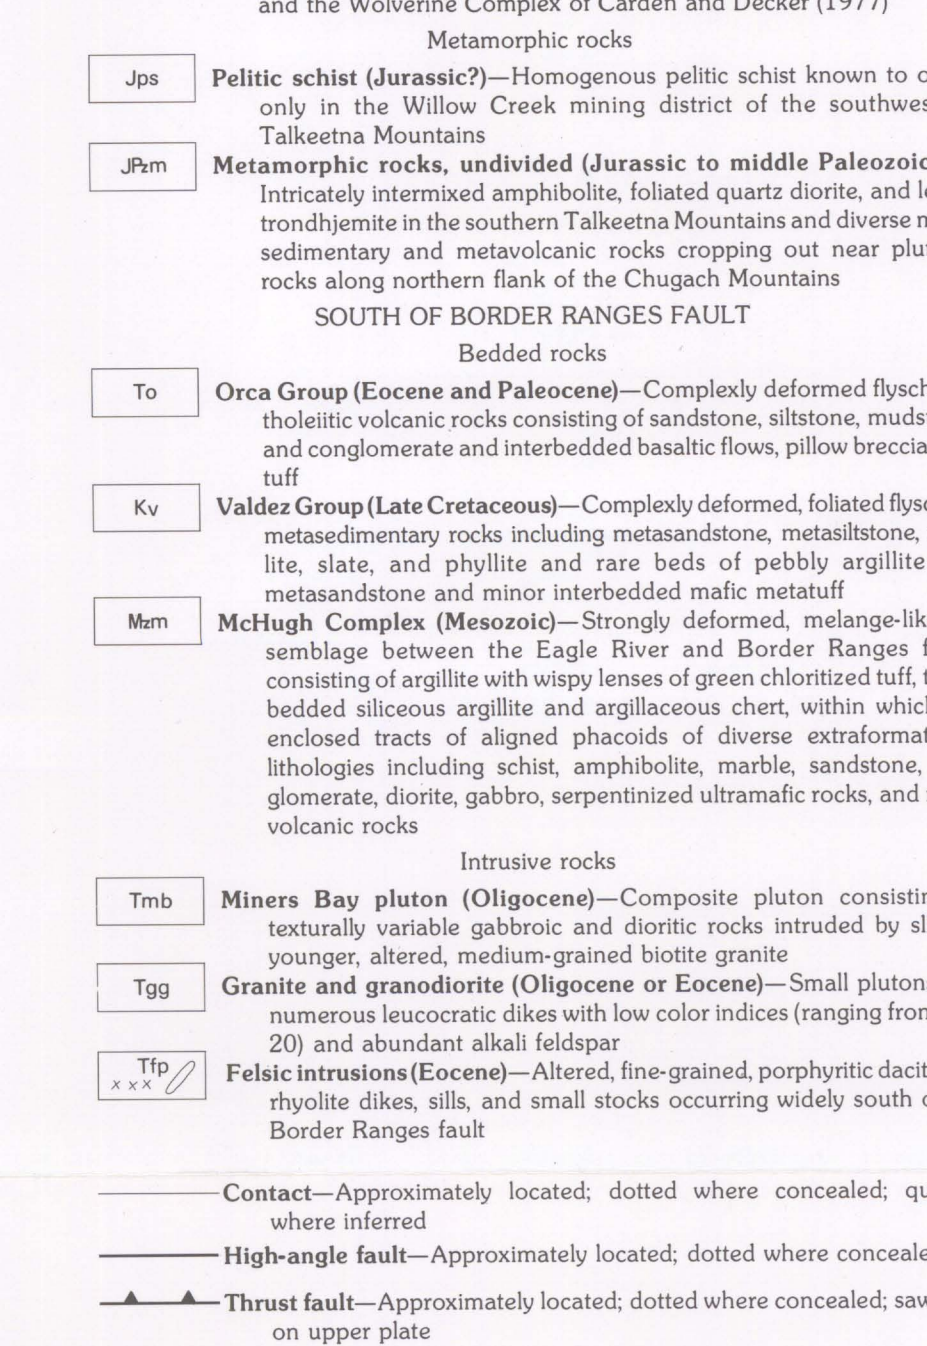 and the Wolverine Complex of Carden and Decker (1977)
Metamorphic rocks
Jps
Pelitic schist (Jurassic?)—Homogenous pelitic schist known to
only in the Willow Creek mining district of the
Talkeetna Mountains
JPzm
Metamorphic rocks, undivided (Jurassic to middle Paleozoic
Intricately intermixed amphibolite, foliated quartz diorite, and
trondhjemite in the southern Talkeetna Mountains and diverse
sedimentary and metavolcanic rocks cropping out near
rocks along northern flank of the Chugach Mountains
SOUTH OF BORDER RANGES FAULT
Bedded rocks
To
Orca Group (Eocene and Paleocene)—Complexly deformed flysch
tholeiitic volcanic rocks consisting of sandstone, siltstone,
and conglomerate and interbedded basaltic flows, pillow breccia
tuff
Kv
Valdez Group (Late Cretaceous)—Complexly deformed, foliated
metasedimentary rocks including metasandstone, metasiltstone,
lite, slate, and phyllite and rare beds of pebbly argillite
metasandstone and minor interbedded mafic metatuff
Mzm
McHugh Complex (Mesozoic)—Strongly deformed,
semblage between the Eagle River and Border Ranges
consisting of argillite with wispy lenses of green chloritized tuff,
bedded siliceous argillite and argillaceous chert, within
enclosed tracts of aligned phacoids of diverse
lithologies including schist, amphibolite, marble, sandstone,
glomerate, diorite, gabbro, serpentinized ultramafic rocks, and
volcanic rocks
Intrusive rocks
Tmb
Miners Bay pluton (Oligocene)—Composite pluton
texturally variable gabbroic and dioritic rocks intruded by
younger, altered, medium-grained biotite granite
Tgg
Granite and granodiorite (Oligocene or Eocene)—Small
numerous leucocratic dikes with low color indices (ranging
20) and abundant alkali feldspar
Tfp
x x x
Felsic intrusions (Eocene)—Altered, fine-grained, porphyritic
rhyolite dikes, sills, and small stocks occurring widely south
Border Ranges fault
Contact—Approximately located; dotted where concealed;
where inferred
High-angle fault—Approximately located; dotted where
Thrust fault—Approximately located; dotted where concealed;
on upper plate